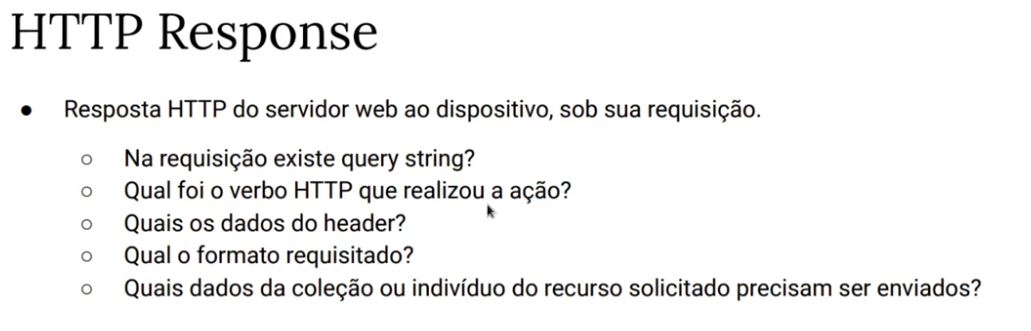 HTTP Response
● Resposta HTTP do servidor web ao dispositivo, sob sua requisição.
○ Na requisição existe query string?
○ Qual foi o verbo HTTP que realizou a ação?
○ Quais os dados do header?
○ Qual o formato requisitado?
○ Quais dados da coleção ou indivíduo do recurso solicitado precisam ser enviados?